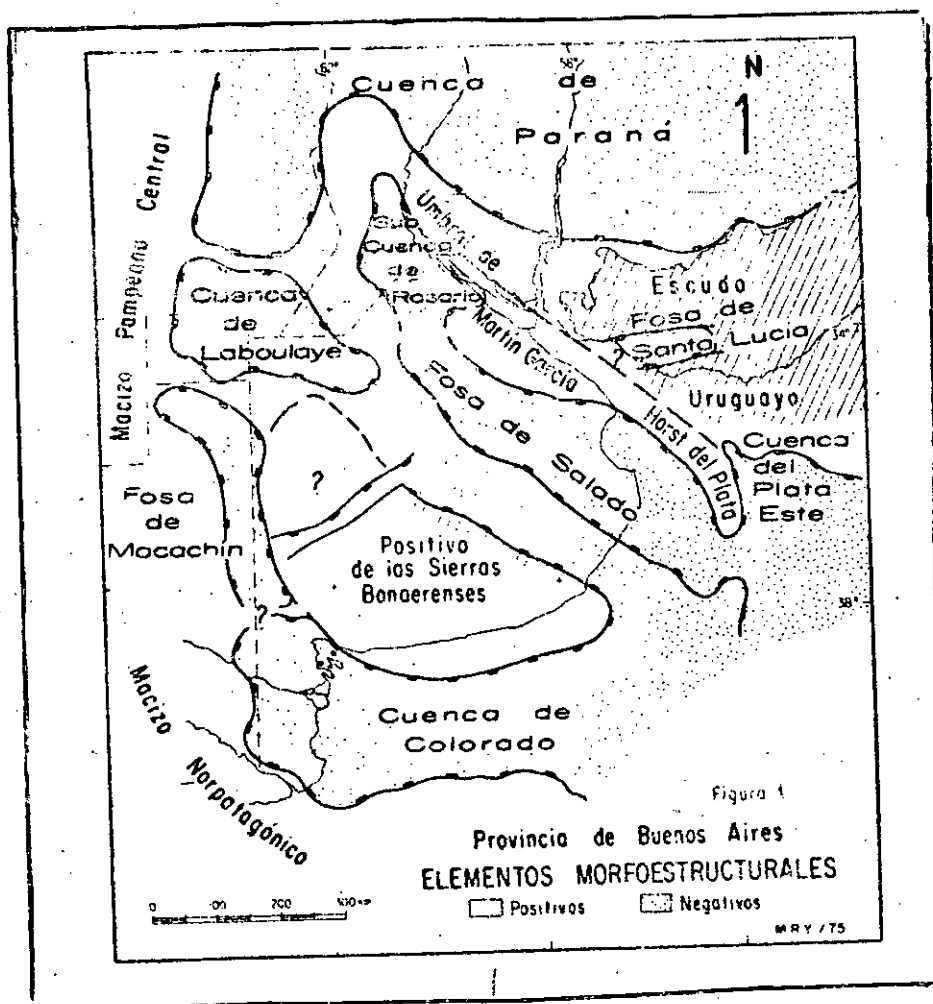 Cuenca de
Paraná
N
Macizo Pampeano Central
Sub
Cuenca
de
Rosario
Umbral de
Martín García
Cuenca
de
Laboulaye
Escudo
Fosa de
Santa Lucia
?
Uruguayo
Horst del Plata
Cuenca
del
Plata
Este
Fosa de Salado
?
Fosa
de
Macachín
Positivo
de las Sierras
Bonaerenses
38°
?
Macizo
Norpatagónico
Cuenca de
Colorado
Figura 1
Provincia de Buenos Aires
ELEMENTOS MORFOESTRUCTURALES
Positivos Negativos
0 200
MRY/75